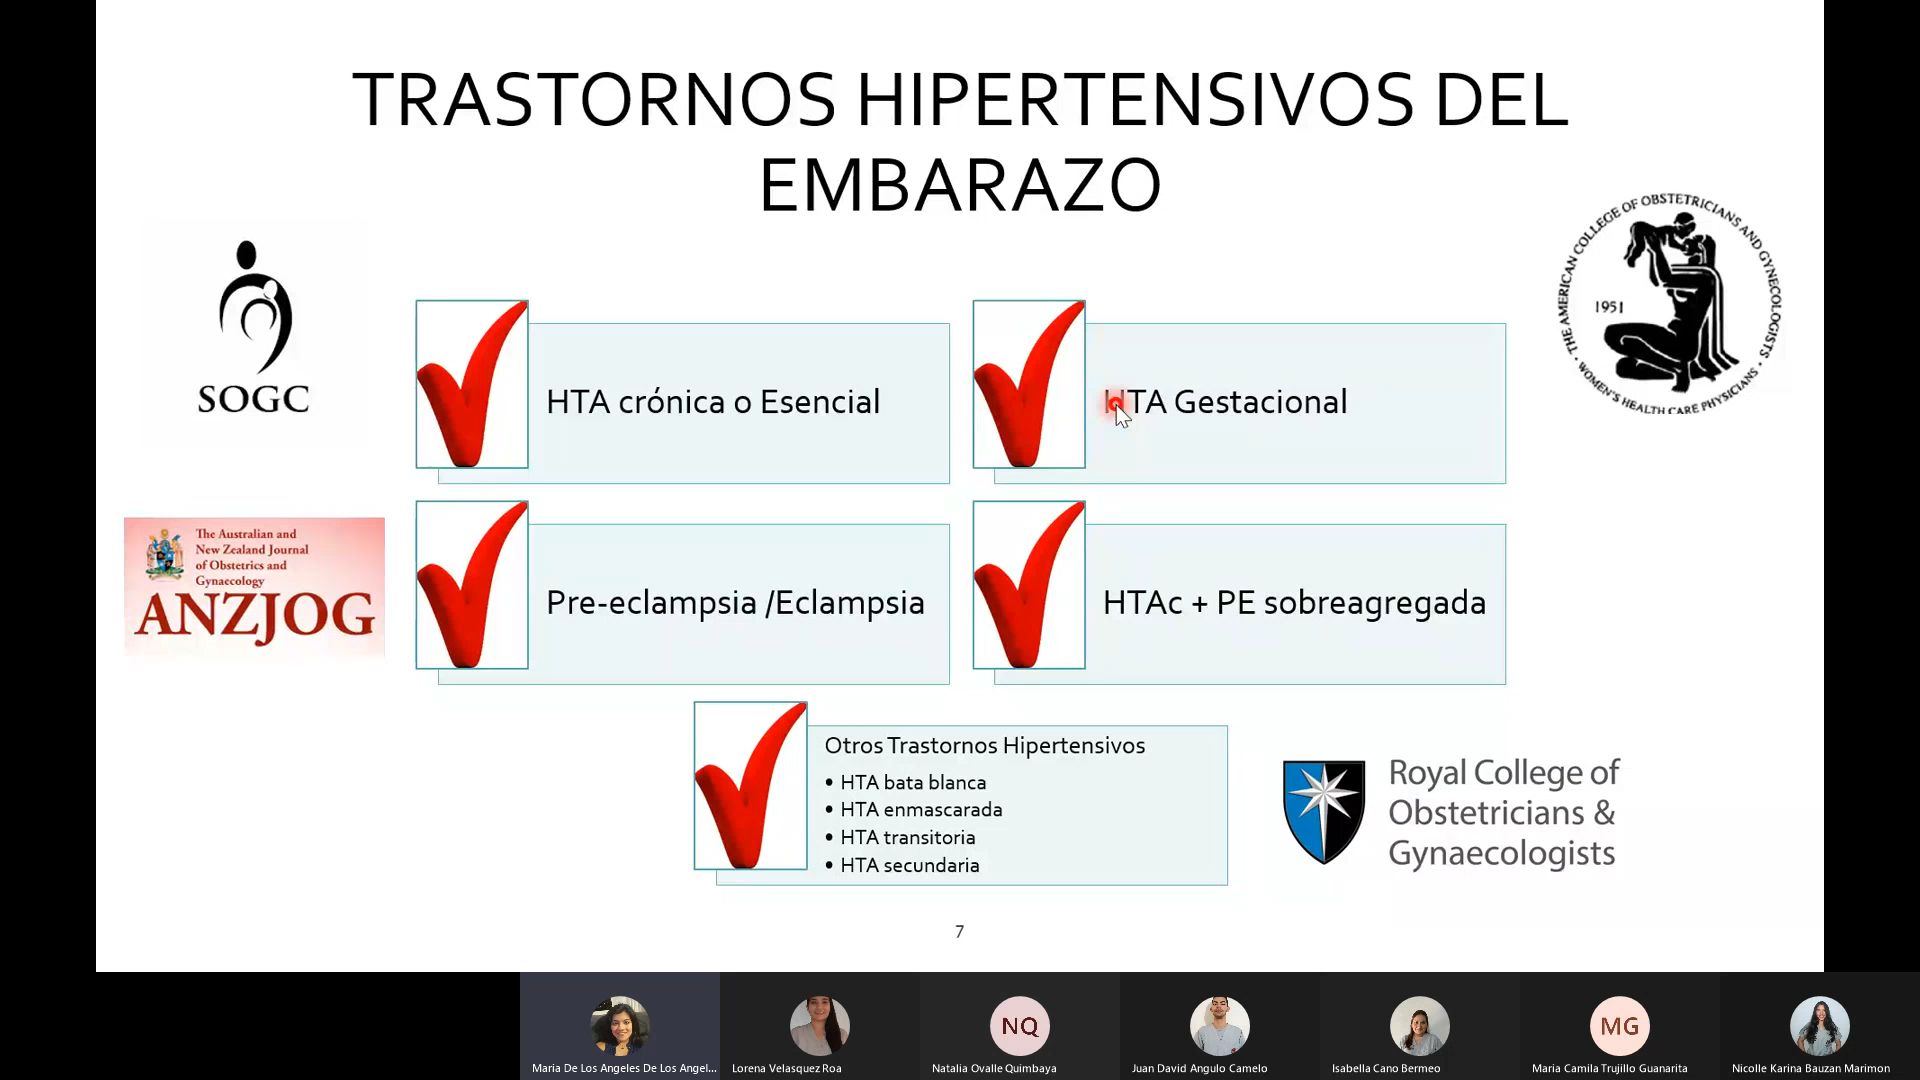 TRASTORNOS HIPERTENSIVOS DEL
EMBARAZO
SOGC
THE AMERICAN COLLEGE OF OBSTETRICIANS AND GYNECOLOGISTS
1951
WOMEN'S HEALTH CARE PHYSICIANS
HTA crónica o Esencial
HTA Gestacional
The Australian and
New Zealand Journal
of Obstetrics and
Gynaecology
ANZJOG
Pre-eclampsia /Eclampsia
HTAc + PE sobreagregada
Otros Trastornos Hipertensivos
• HTA bata blanca
• HTA enmascarada
• HTA transitoria
• HTA secundaria
Royal College of
Obstetricians &
Gynaecologists
7
NQ
MG
Maria De Los Angeles De Los Angel...
Lorena Velasquez Roa
Natalia Ovalle Quimbaya
Juan David Angulo Camelo
Isabella Cano Bermeo
Maria Camila Trujillo Guanarita
Nicolle Karina Bauzan Marimon